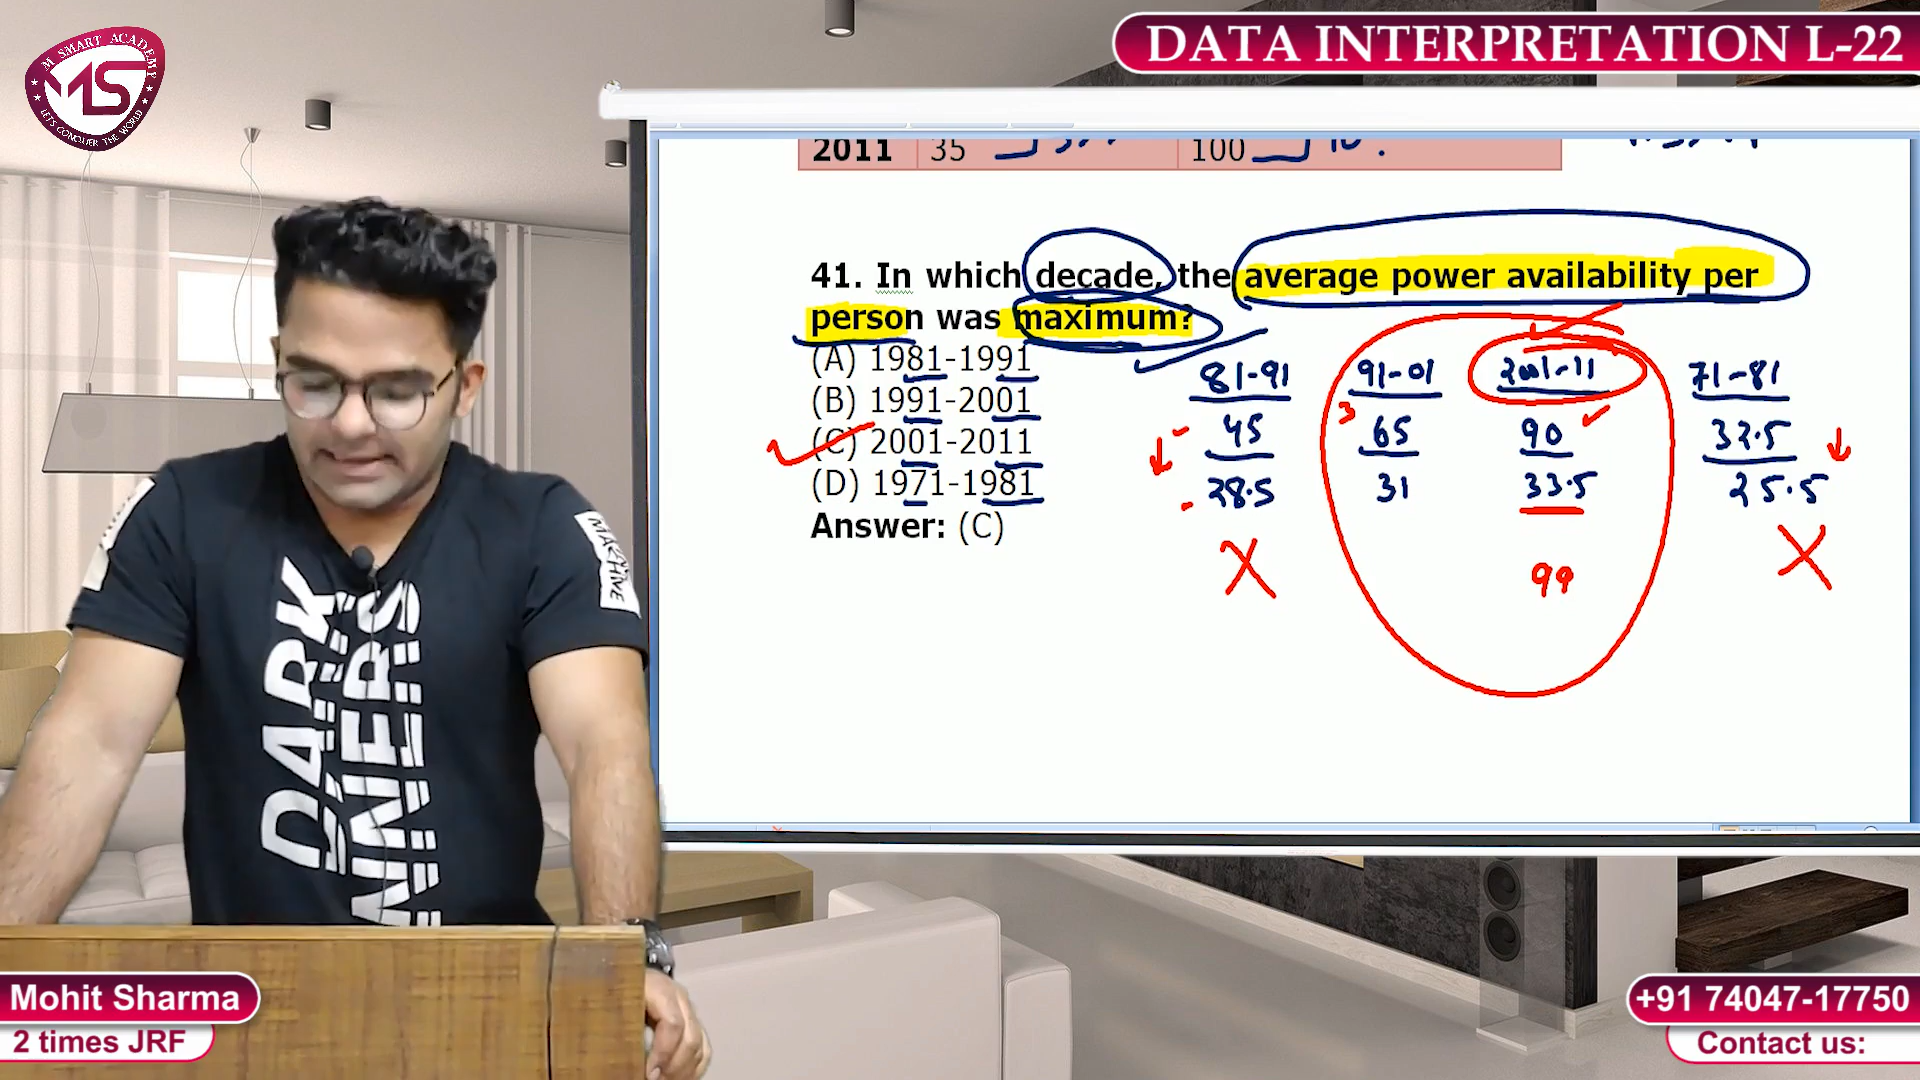 DATA INTERPRETATION L-22
M SMART ACADEMY
MS
LET'S CONQUER THE WORLD
2011 35 100
41. In which decade, the average power availability per
person was maximum?
(A) 1981-1991
(B) 1991-2001
(C) 2001-2011
(D) 1971-1981
Answer: (C)
81-91 91-01 2001-11 71-81
45 65 90 32.5
28.5 31 33.5 25.5
99
DARK
Mohit Sharma
2 times JRF
+91 74047-17750
Contact us: